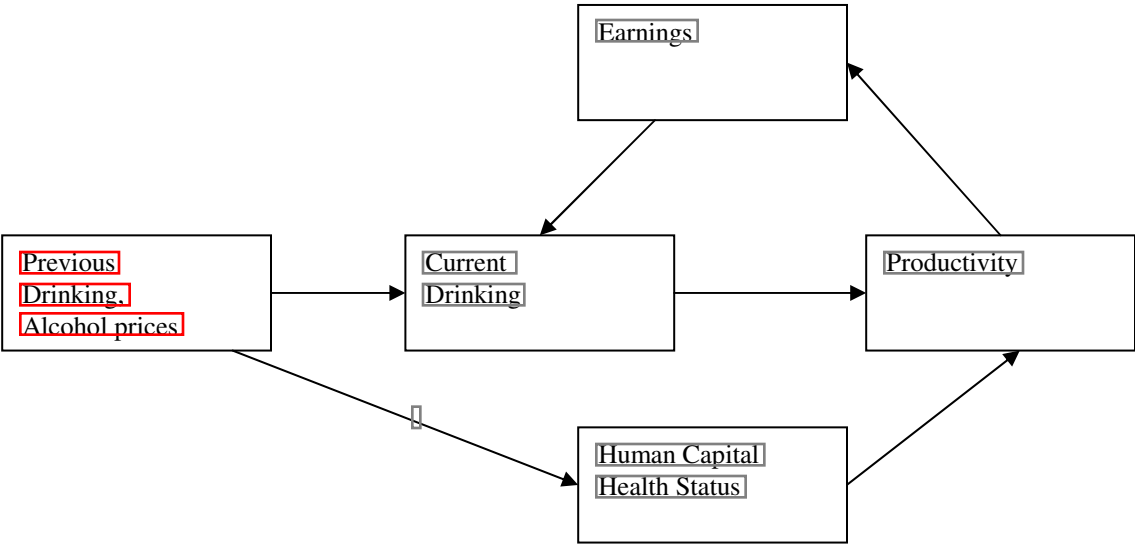 Earnings
Previous
Drinking,
Alcohol prices
Current
Drinking
Productivity
Human Capital
Health Status